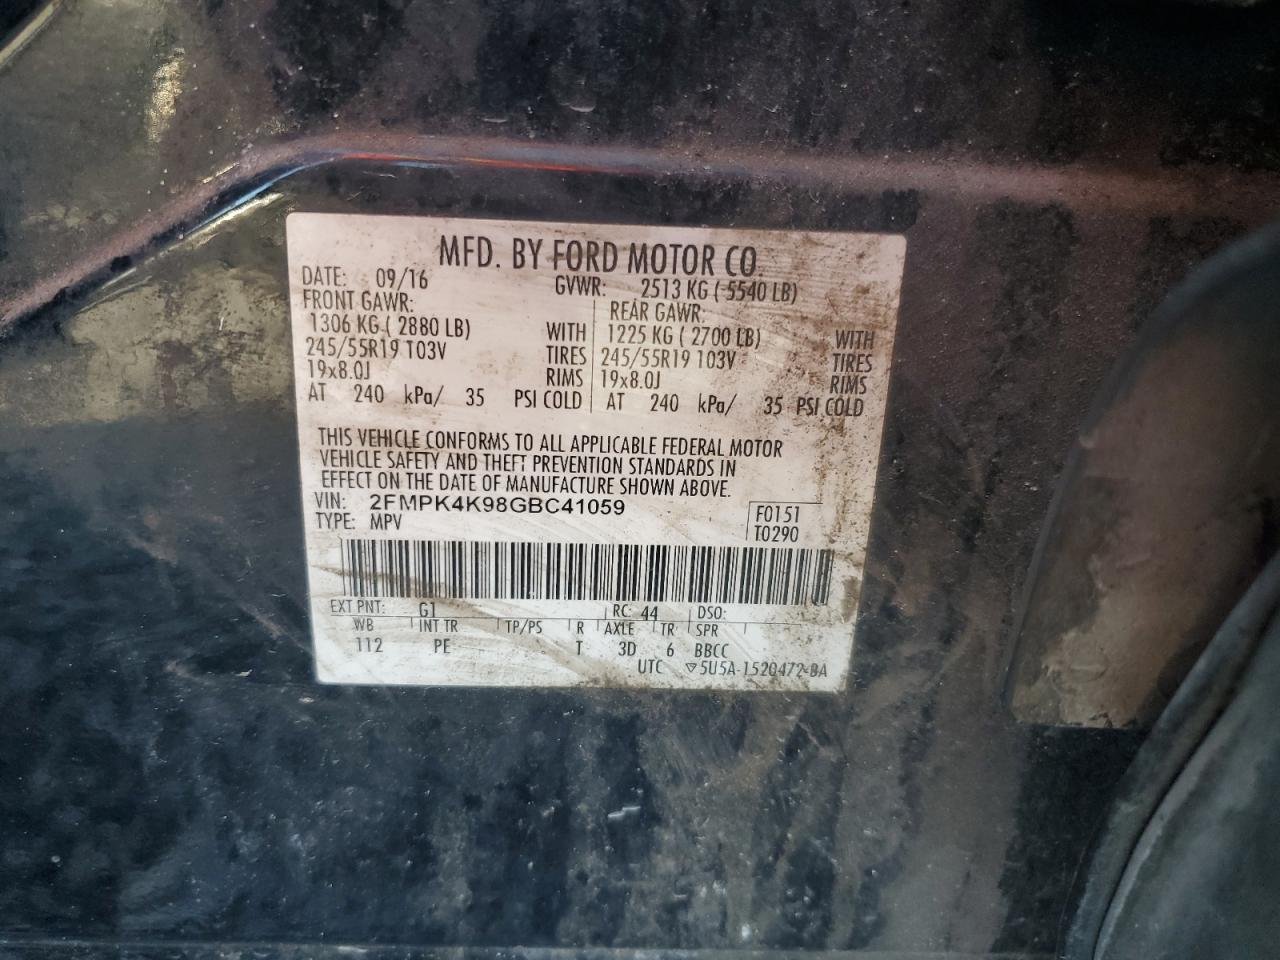 MFD. BY FORD MOTOR CO.
DATE: 09/16 GVWR: 2513 KG ( 5540 LB)
FRONT GAWR: REAR GAWR:
1306 KG ( 2880 LB) WITH 1225 KG ( 2700 LB) WITH
245/55R19 103V TIRES 245/55R19 103V TIRES
19x8.0J RIMS 19x8.0J RIMS
AT 240 kPa/ 35 PSI COLD AT 240 kPa/ 35 PSI COLD
THIS VEHICLE CONFORMS TO ALL APPLICABLE FEDERAL MOTOR
VEHICLE SAFETY AND THEFT PREVENTION STANDARDS IN
EFFECT ON THE DATE OF MANUFACTURE SHOWN ABOVE.
VIN: 2FMPK4K98GBC41059 F0151
TYPE: MPV T0290
EXT PNT: G1 RC: 44 DSO:
WB INT TR TP/PS R AXLE TR SPR
112 PE T 3D 6 BBCC
UTC ▽5U5A-1520472-BA